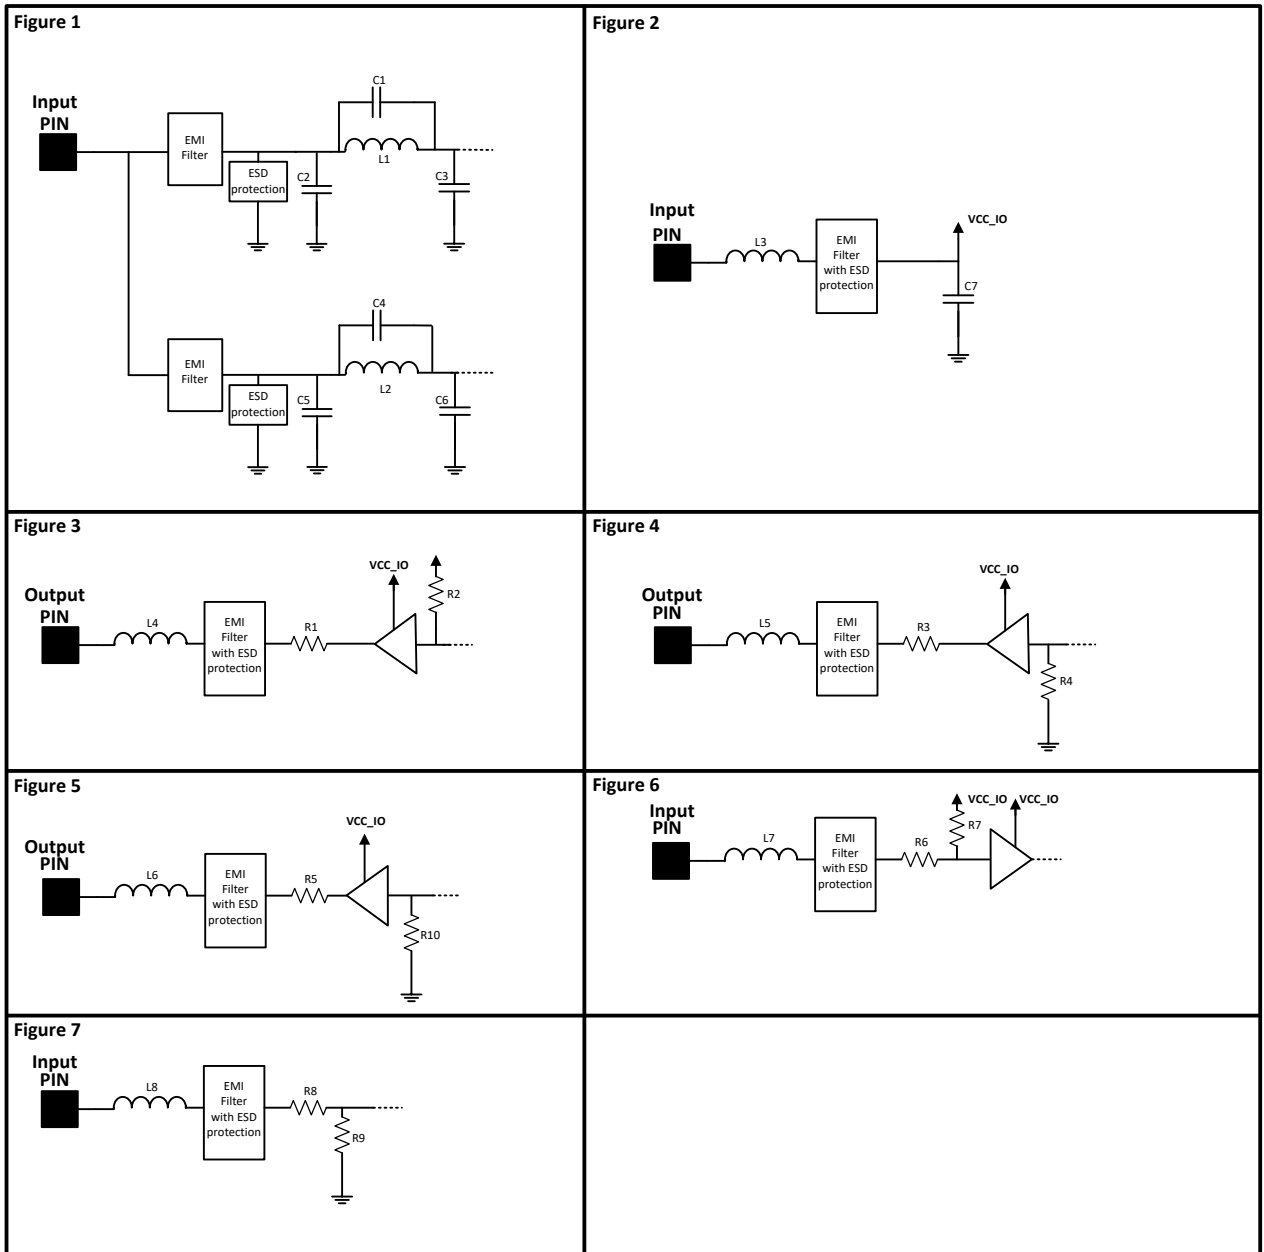 Figure 1
Input
PIN
EMI
Filter
ESD
protection
C1
L1
C2
C3
EMI
Filter
ESD
protection
C4
L2
C5
C6
Figure 2
Input
PIN
L3
EMI
Filter
with ESD
protection
VCC_IO
C7
Figure 3
Output
PIN
L4
EMI
Filter
with ESD
protection
R1
VCC_IO
R2
Figure 4
Output
PIN
L5
EMI
Filter
with ESD
protection
R3
VCC_IO
R4
Figure 5
Output
PIN
L6
EMI
Filter
with ESD
protection
R5
VCC_IO
R10
Figure 6
Input
PIN
L7
EMI
Filter
with ESD
protection
R6
VCC_IO
R7
VCC_IO
Figure 7
Input
PIN
L8
EMI
Filter
with ESD
protection
R8
R9